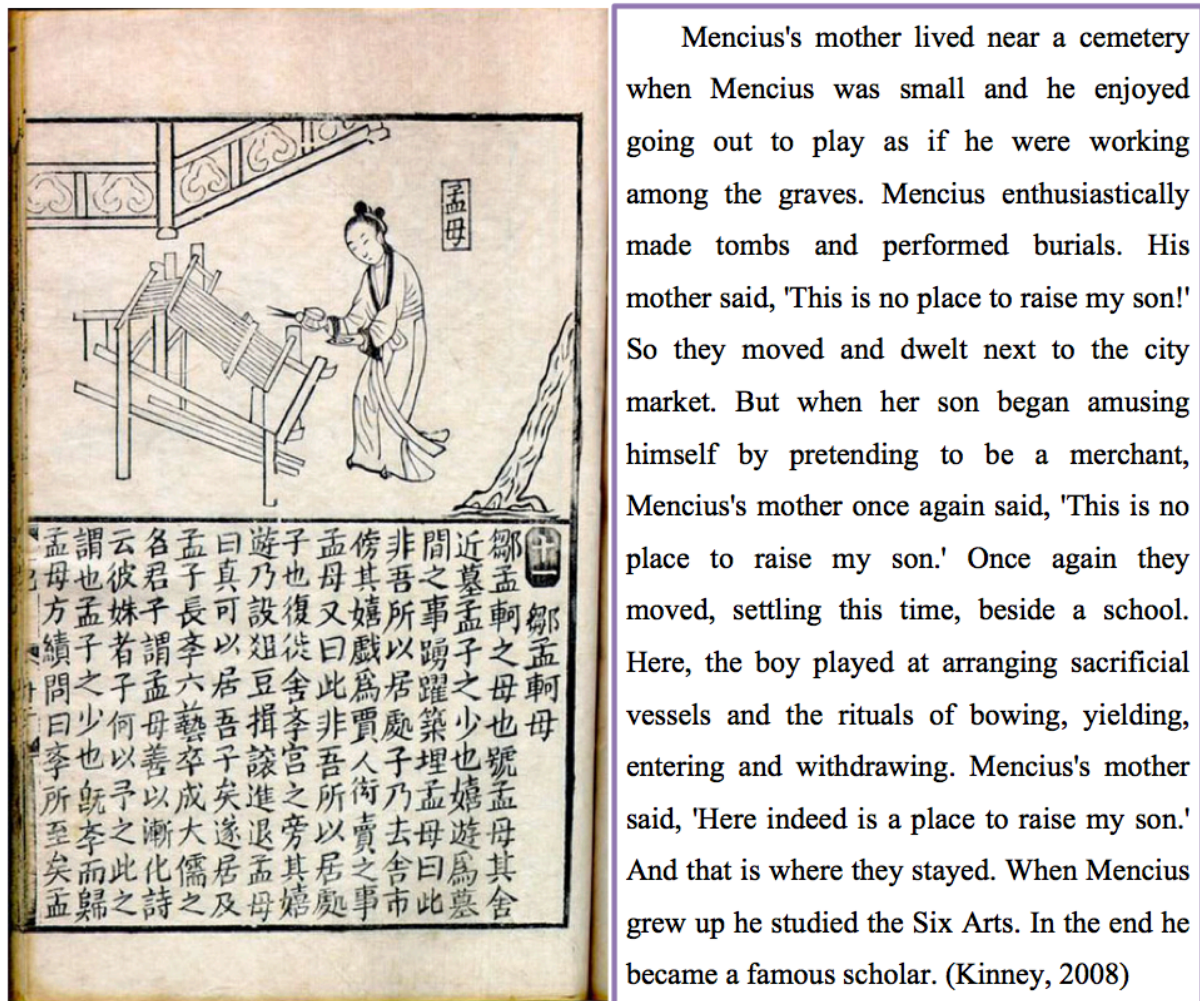 孟母
十一 鄒孟軻母
鄒孟軻之母也號孟母其舍
近墓孟子之少也嬉遊爲墓
間之事踴躍築埋孟母曰此
非吾所以居處子乃去舍市
傍其嬉戲爲賈人衒賣之事
孟母又曰此非吾所以居處
子也復徙舍斈宮之旁其嬉
遊乃設俎豆揖讓進退孟母
曰真可以居吾子矣遂居及
孟子長斈六藝卒成大儒之
名君子謂孟母善以漸化詩
云彼姝者子何以予之此之
謂也孟子之少也旣斈而歸
孟母方績問曰斈所至矣孟
Mencius's mother lived near a cemetery
when Mencius was small and he enjoyed
going out to play as if he were working
among the graves. Mencius enthusiastically
made tombs and performed burials. His
mother said, 'This is no place to raise my son!'
So they moved and dwelt next to the city
market. But when her son began amusing
himself by pretending to be a merchant,
Mencius's mother once again said, 'This is no
place to raise my son.' Once again they
moved, settling this time, beside a school.
Here, the boy played at arranging sacrificial
vessels and the rituals of bowing, yielding,
entering and withdrawing. Mencius's mother
said, 'Here indeed is a place to raise my son.'
And that is where they stayed. When Mencius
grew up he studied the Six Arts. In the end he
became a famous scholar. (Kinney, 2008)